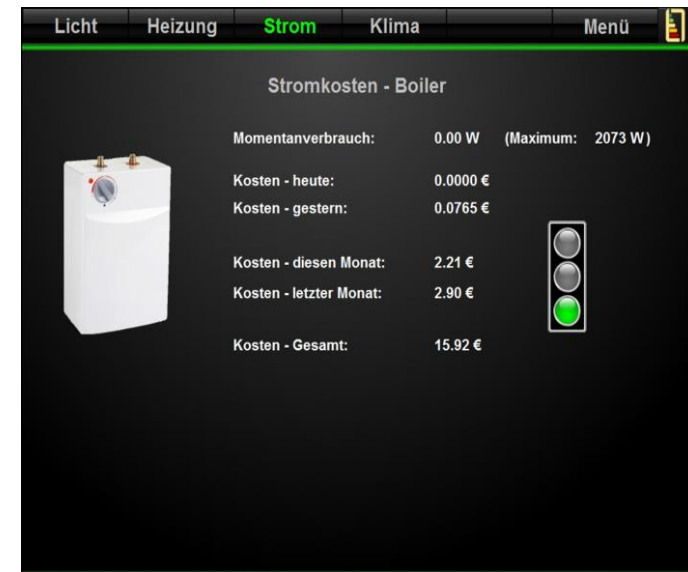 Licht Heizung Strom Klima Menü
Stromkosten - Boiler
Momentanverbrauch: 0.00 W (Maximum: 2073 W)
Kosten - heute: 0.0000 €
Kosten - gestern: 0.0765 €
Kosten - diesen Monat: 2.21 €
Kosten - letzter Monat: 2.90 €
Kosten - Gesamt: 15.92 €